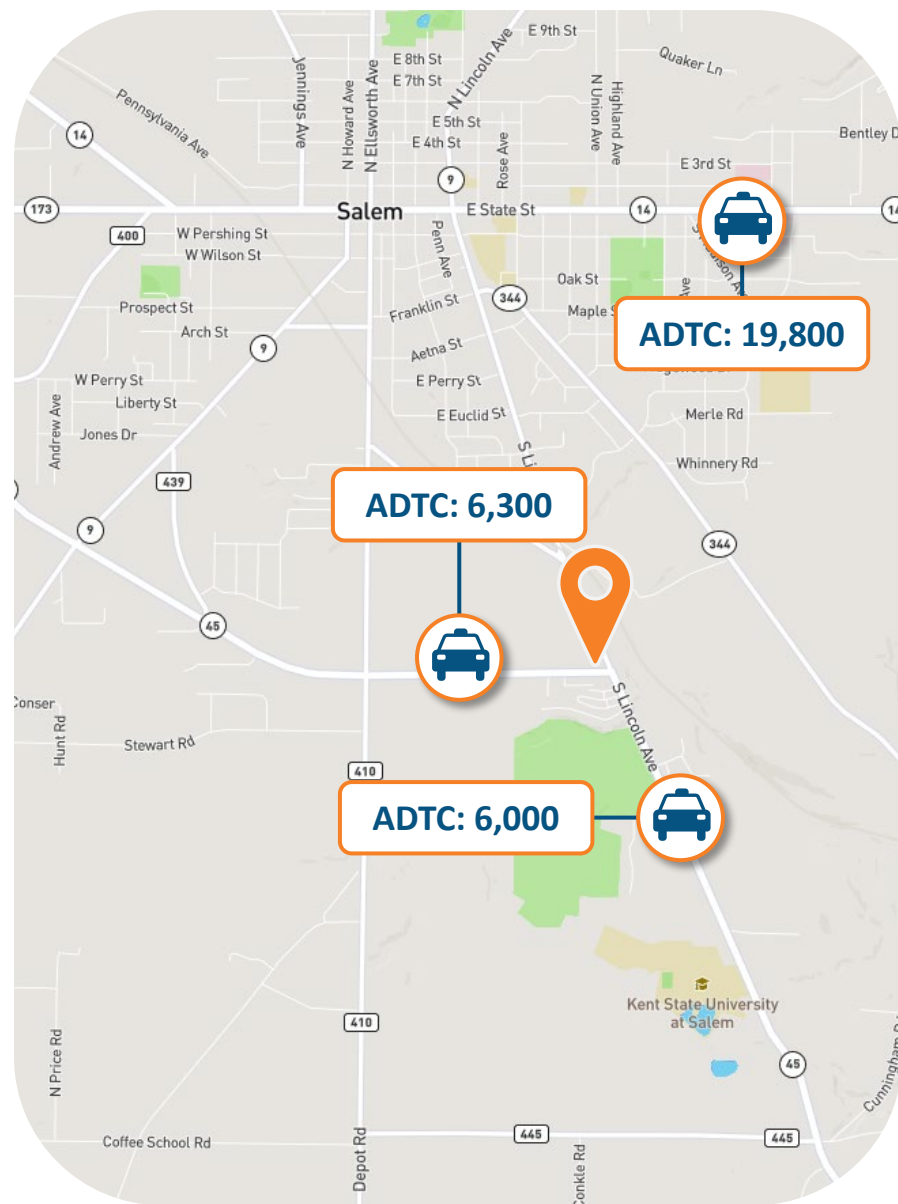 E 9th St
Quaker Ln
E 8th St
E 7th St
Jennings Ave
N Howard Ave
N Ellsworth Ave
N Lincoln Ave
N Union Ave
Highland Ave
Pennsylvania Ave
E 5th St
E 4th St
Rose Ave
14
Bentley D
E 3rd St
9
173
Salem
E State St
14
14
400
W Pershing St
W Wilson St
Penn Ave
Oak St
Prospect St
Franklin St
344
Maple S
Arch St
9
Aetna St
ADTC: 19,800
W Perry St
E Perry St
Liberty St
E Euclid St
Merle Rd
Andrew Ave
Jones Dr
Whinnery Rd
439
ADTC: 6,300
9
344
45
S Lincoln Ave
Conser
Hunt Rd
Stewart Rd
410
ADTC: 6,000
Kent State University
at Salem
410
N Price Rd
45
Cunningham
Coffee School Rd
Depot Rd
445
445
Conkle Rd